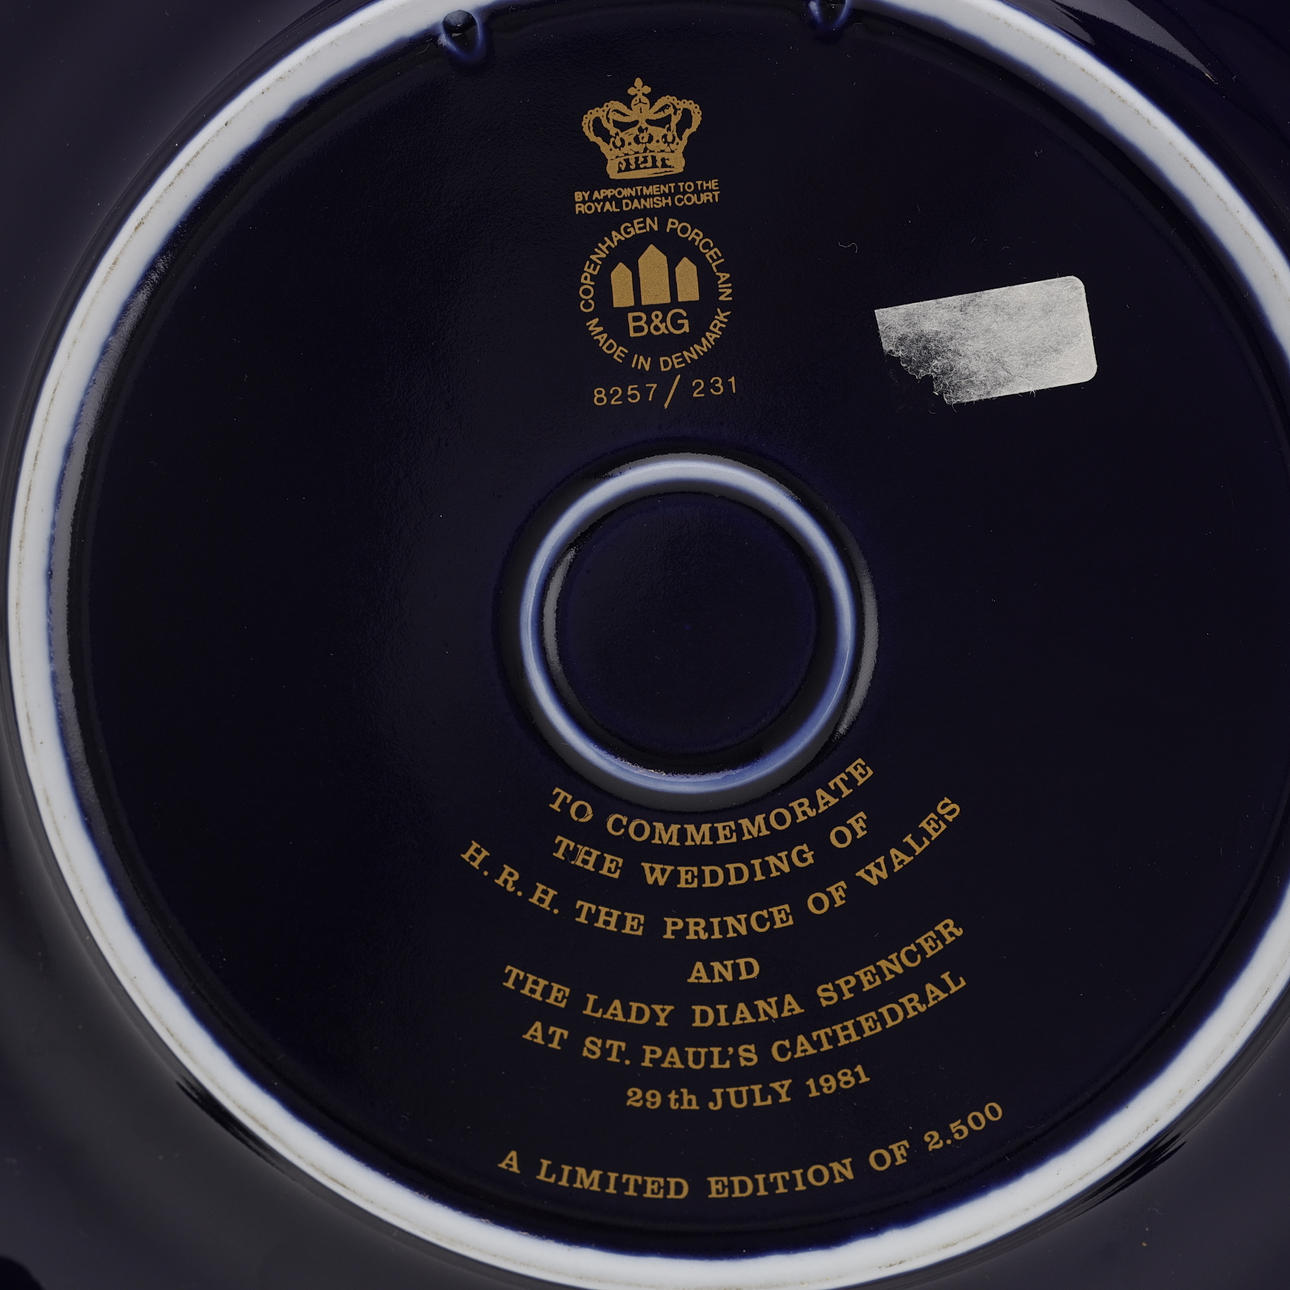 BY APPOINTMENT TO THE
ROYAL DANISH COURT
COPENHAGEN PORCELAIN
B&G
MADE IN DENMARK
8257/ 231
TO COMMEMORATE
THE WEDDING OF
H.R.H. THE PRINCE OF WALES
AND
THE LADY DIANA SPENCER
AT ST. PAUL'S CATHEDRAL
29th JULY 1981
A LIMITED EDITION OF 2.500